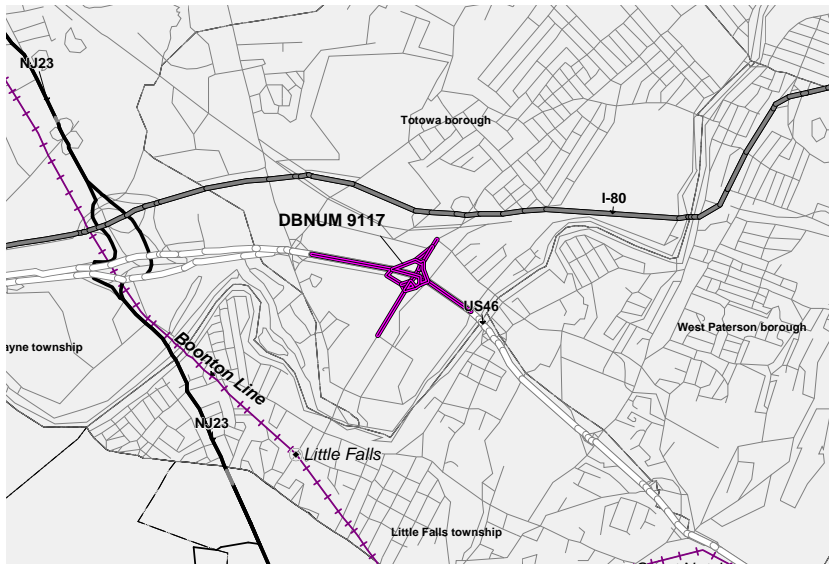 NJ23
Totowa borough
I-80
DBNUM 9117
US46
West Paterson borough
ayne township
Boonton Line
NJ23
Little Falls
Little Falls township